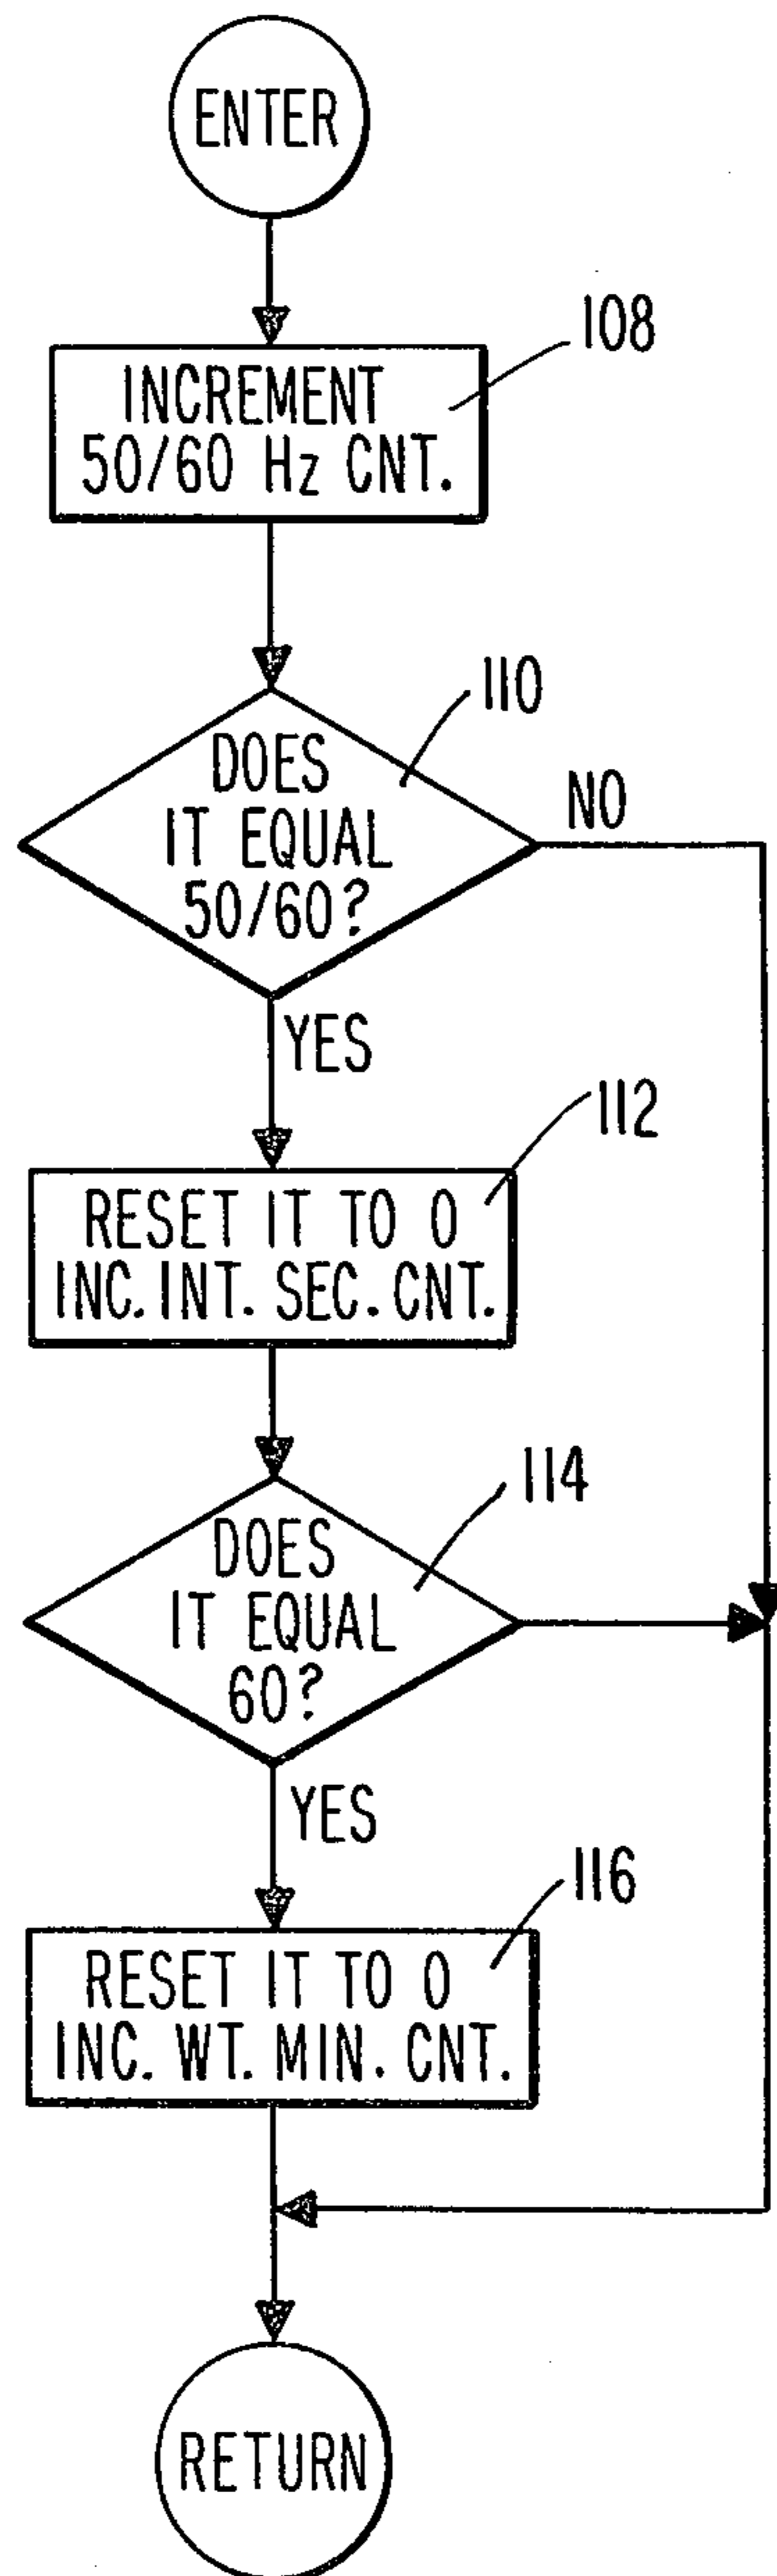 ENTER
108
INCREMENT
50/60 Hz CNT.
110
DOES
IT EQUAL
50/60?
NO
YES
112
RESET IT TO 0
INC. INT. SEC. CNT.
114
DOES
IT EQUAL
60?
YES
116
RESET IT TO 0
INC. WT. MIN. CNT.
RETURN